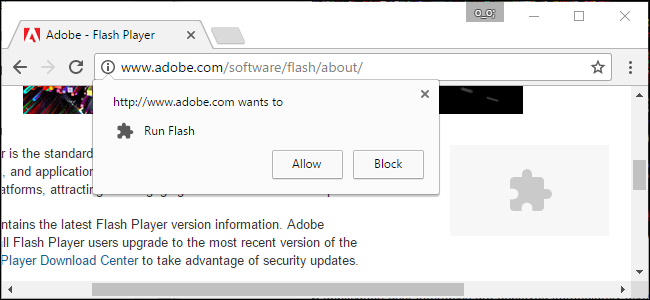 o_o;
Adobe - Flash Player
www.adobe.com/software/flash/about/
http://www.adobe.com wants to
Run Flash
Allow Block
r is the standard
, and application
atforms, attracting
ntains the latest Flash Player version information. Adobe
all Flash Player users upgrade to the most recent version of the
Player Download Center to take advantage of security updates.